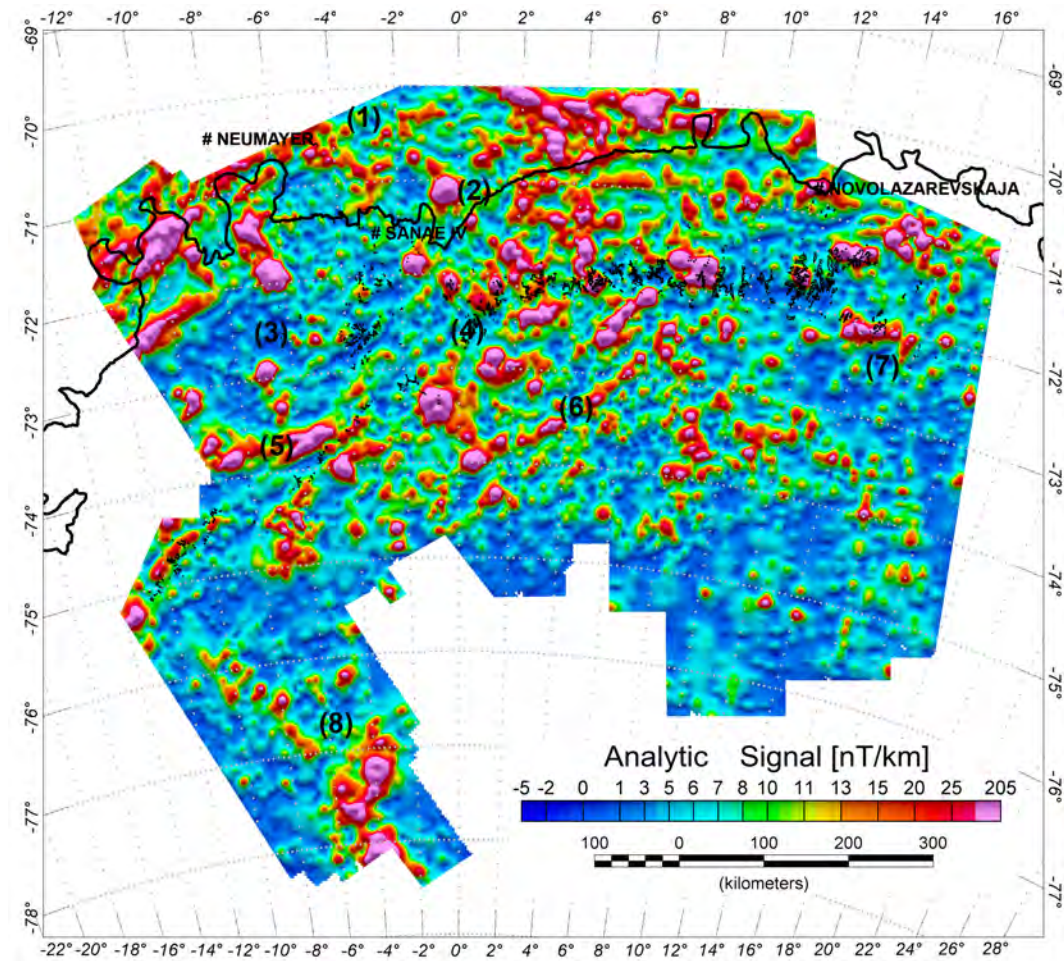 -12° -10° -8° -6° -4° -2° 0° 2° 4° 6° 8° 10° 12° 14° 16°
-69° -69°
-70° -70°
-71° -71°
-72° -72°
-73° -73°
-74° -74°
-75° -75°
-76° -76°
-77° -77°
-78°
(1)
# NEUMAYER
(2)
# NOVOLAZAREVSKAJA
# SANAE IV
(3)
(4)
(7)
(6)
(5)
(8)
Analytic Signal [nT/km]
-5 -2 0 1 3 5 6 7 8 10 11 13 15 20 25 205
100 0 100 200 300
(kilometers)
-22° -20° -18° -16° -14° -12° -10° -8° -6° -4° -2° 0° 2° 4° 6° 8° 10° 12° 14° 16° 18° 20° 22° 24° 26° 28°